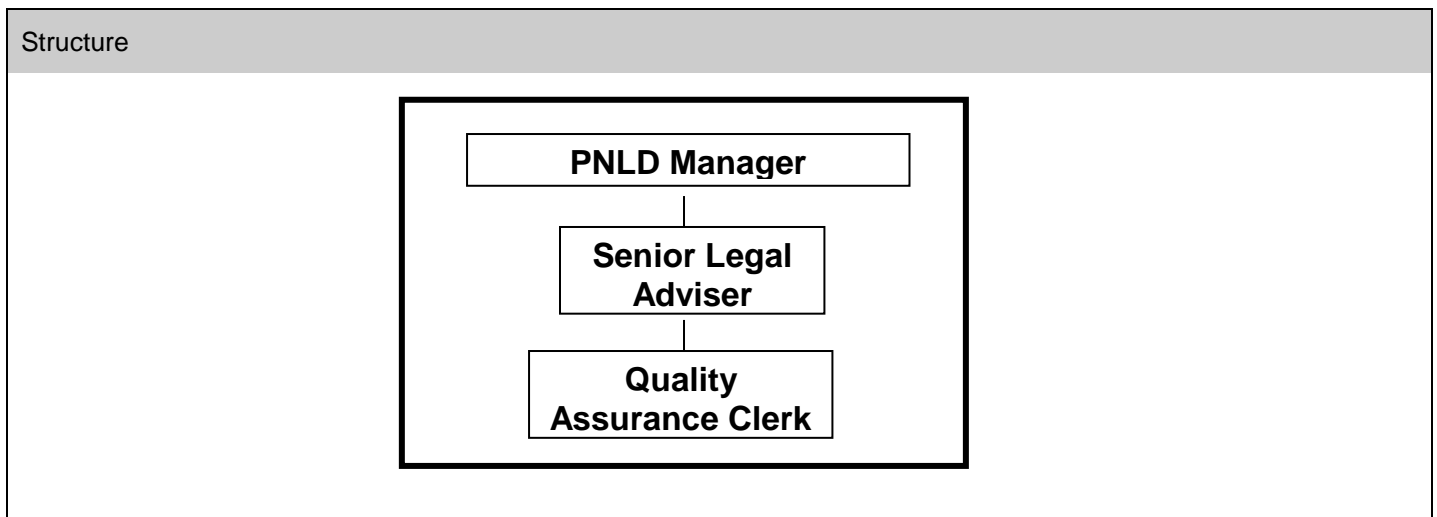 Structure
PNLD Manager
Senior Legal
Adviser
Quality
Assurance Clerk